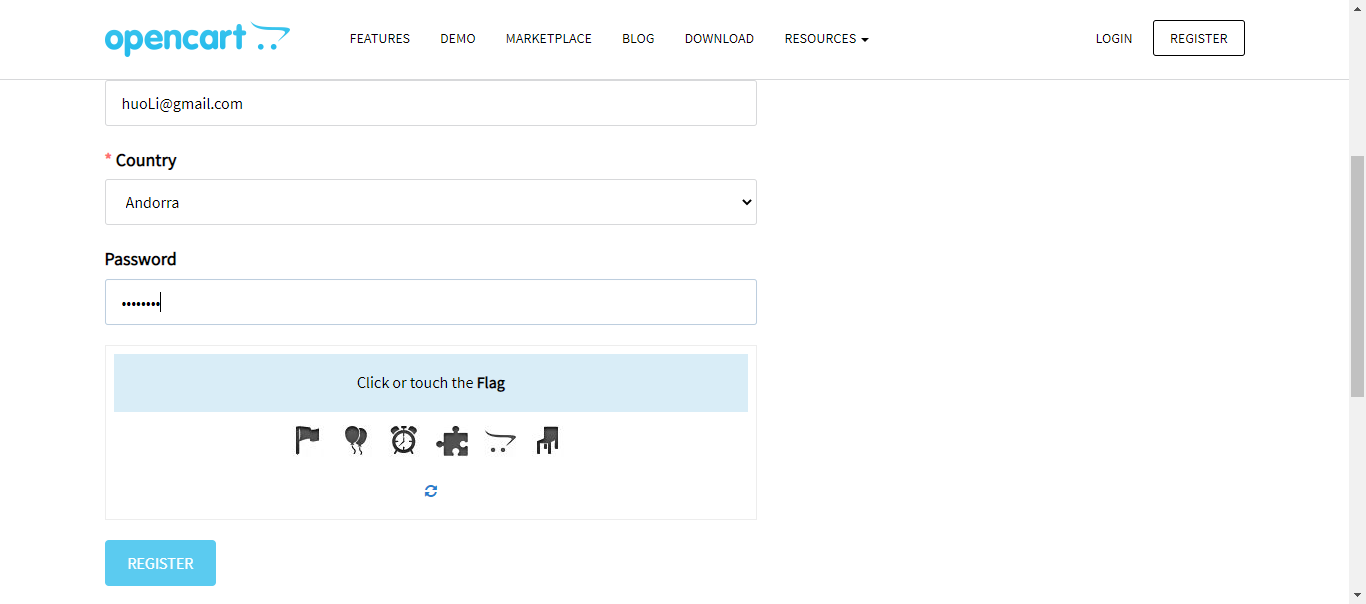 opencart
FEATURES DEMO MARKETPLACE BLOG DOWNLOAD RESOURCES LOGIN REGISTER
huoLi@gmail.com
* Country
Andorra
Password
••••••••
Click or touch the Flag
REGISTER